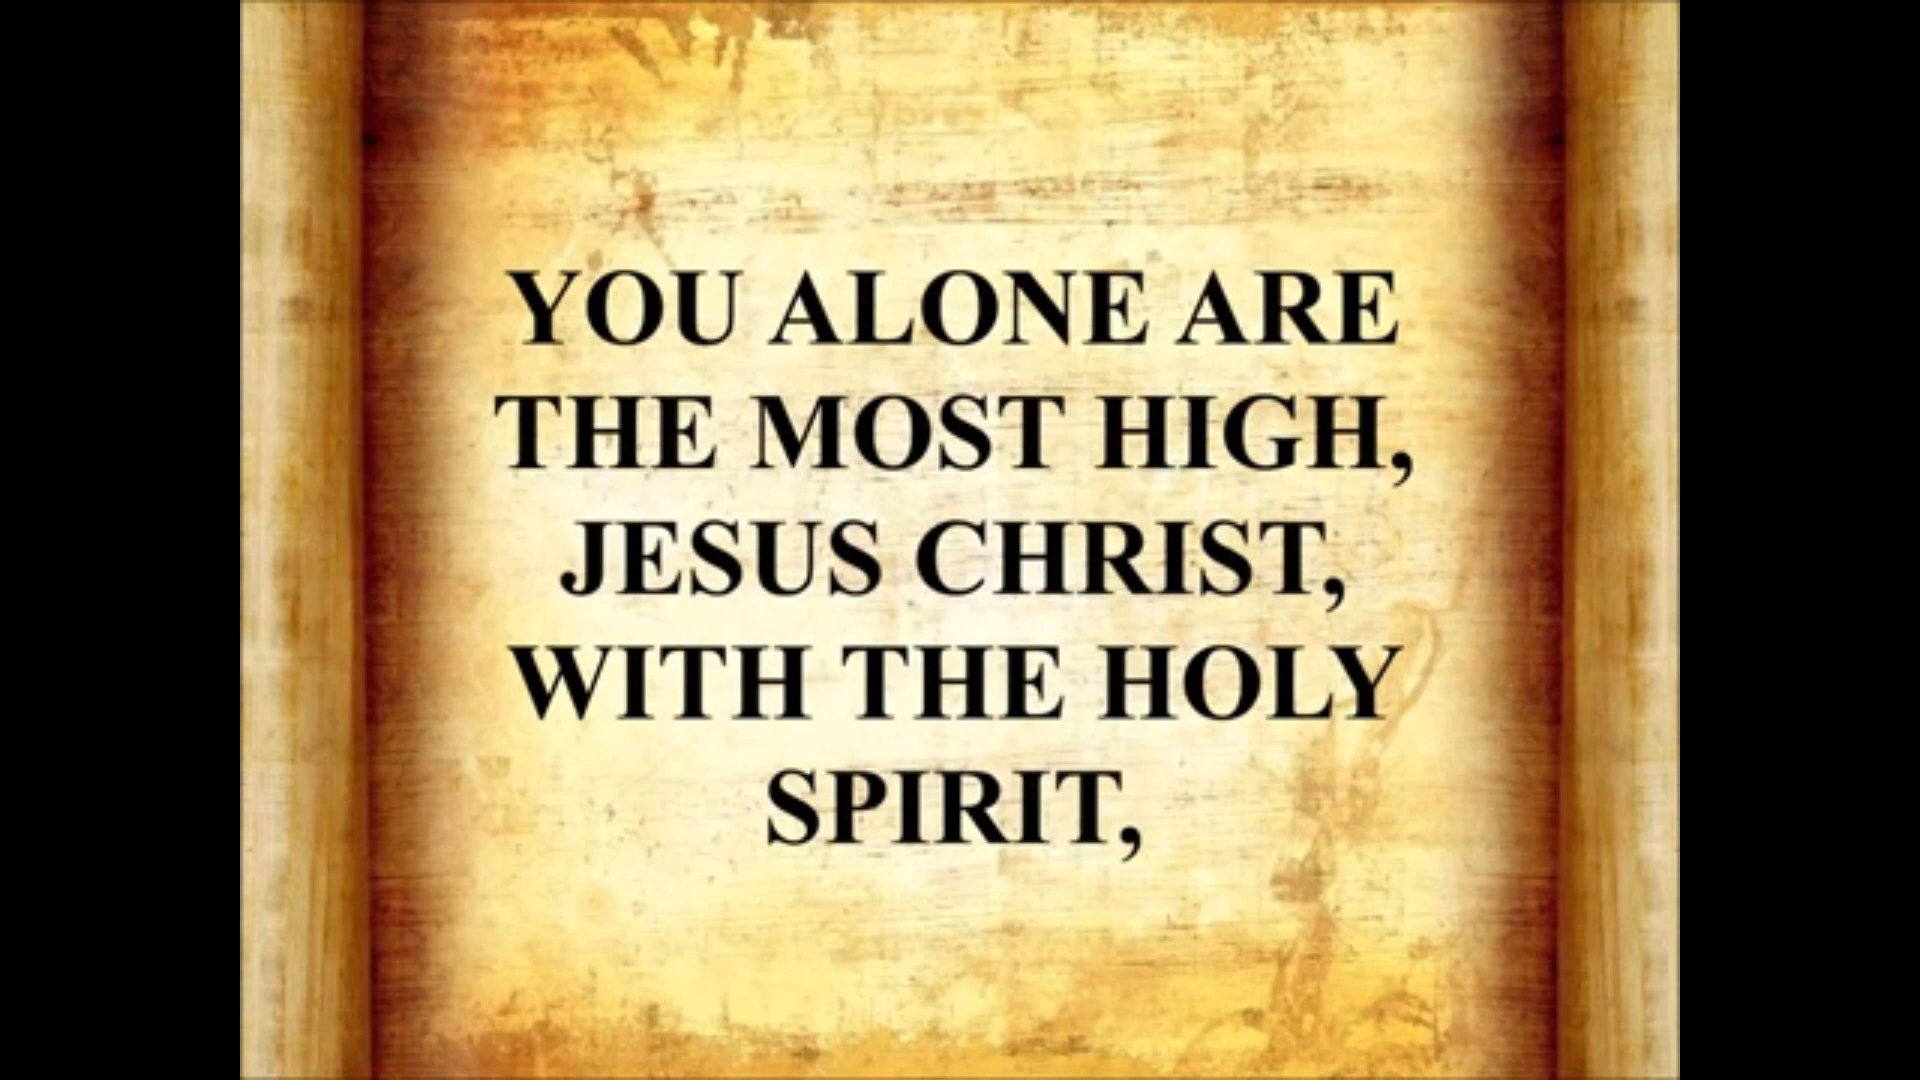 YOU ALONE ARE
THE MOST HIGH,
JESUS CHRIST,
WITH THE HOLY
SPIRIT,